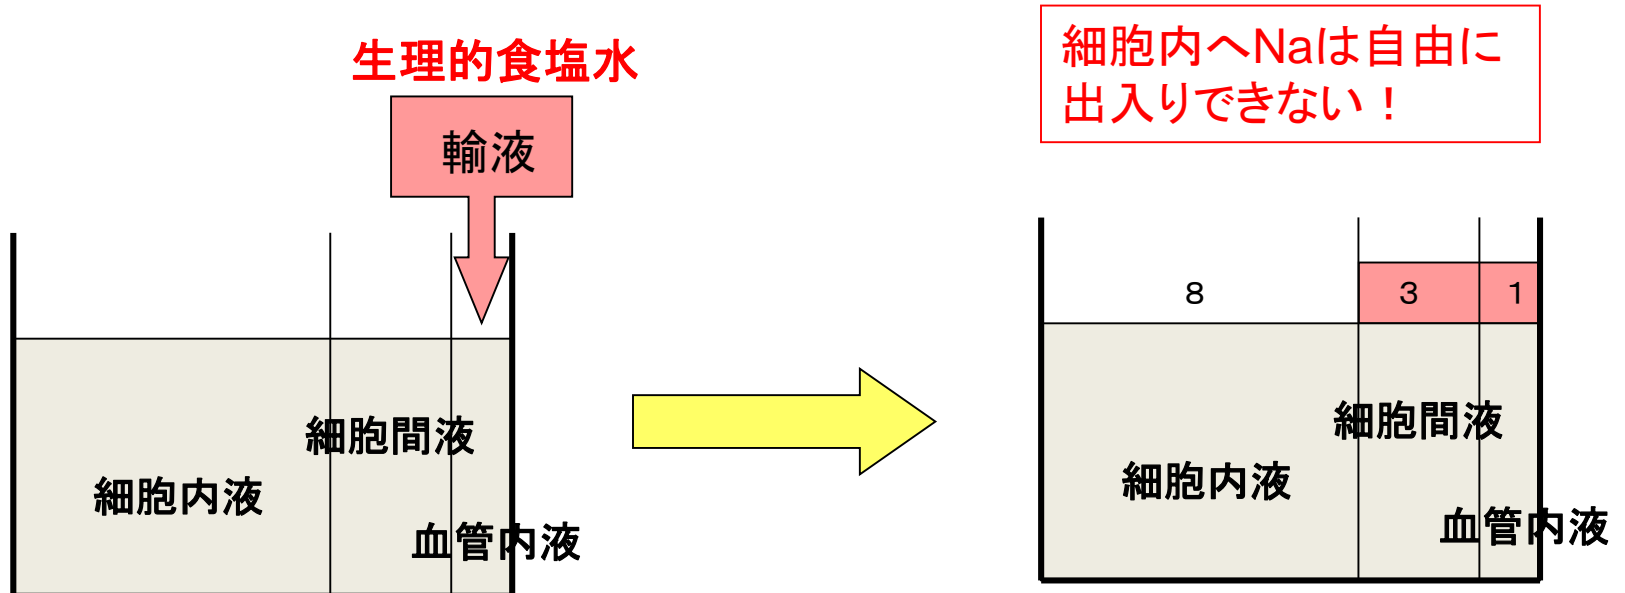 生理的食塩水
輸液
細胞間液
細胞内液
血管内液
細胞内へNaは自由に
出入りできない！
8
3
1
細胞間液
細胞内液
血管内液